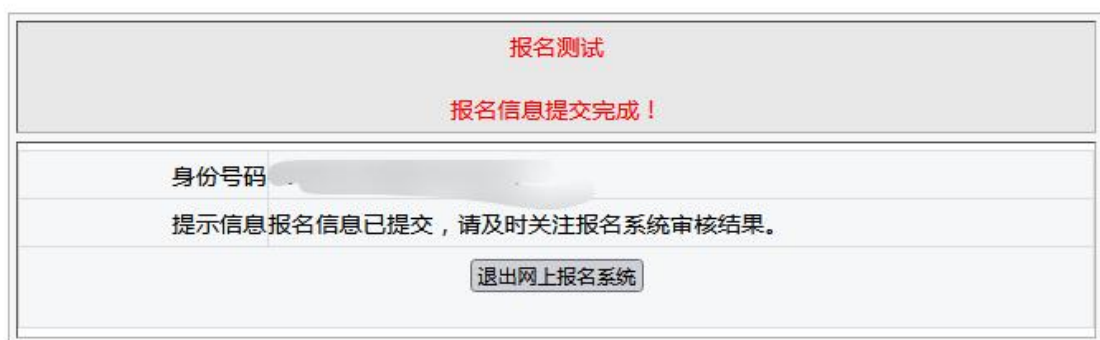 报名测试
报名信息提交完成！
身份号码
提示信息报名信息已提交，请及时关注报名系统审核结果。
退出网上报名系统